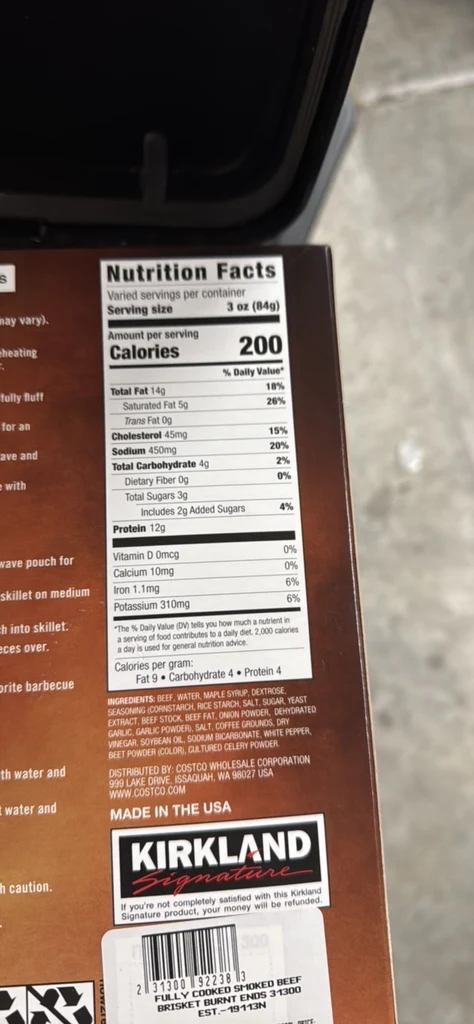 s
may vary).
eheating
fully fluff
for an
ave and
e with
wave pouch for
skillet on medium
h into skillet.
eces over.
orite barbecue
th water and
t water and
h caution.
Nutrition Facts
Varied servings per container
Serving size 3 oz (84g)
Amount per serving
Calories 200
% Daily Value*
Total Fat 14g 18%
Saturated Fat 5g 26%
Trans Fat 0g
Cholesterol 45mg 15%
Sodium 450mg 20%
Total Carbohydrate 4g 2%
Dietary Fiber 0g 0%
Total Sugars 3g
Includes 2g Added Sugars 4%
Protein 12g
Vitamin D 0mcg 0%
Calcium 10mg 0%
Iron 1.1mg 6%
Potassium 310mg 6%
*The % Daily Value (DV) tells you how much a nutrient in
a serving of food contributes to a daily diet. 2,000 calories
a day is used for general nutrition advice.
Calories per gram:
Fat 9 • Carbohydrate 4 • Protein 4
INGREDIENTS: BEEF, WATER, MAPLE SYRUP, DEXTROSE,
SEASONING (CORNSTARCH, RICE STARCH, SALT, SUGAR, YEAST
EXTRACT, BEEF STOCK, BEEF FAT, ONION POWDER, DEHYDRATED
GARLIC, GARLIC POWDER), SALT, COFFEE GROUNDS, DRY
VINEGAR, SOYBEAN OIL, SODIUM BICARBONATE, WHITE PEPPER,
BEET POWDER (COLOR), CULTURED CELERY POWDER.
DISTRIBUTED BY: COSTCO WHOLESALE CORPORATION
999 LAKE DRIVE, ISSAQUAH, WA 98027 USA
WWW.COSTCO.COM
MADE IN THE USA
KIRKLAND
Signature
If you're not completely satisfied with this Kirkland
Signature product, your money will be refunded.
300
2 31300 92238 3
FULLY COOKED SMOKED BEEF
BRISKET BURNT ENDS 31300
EST.-19113N